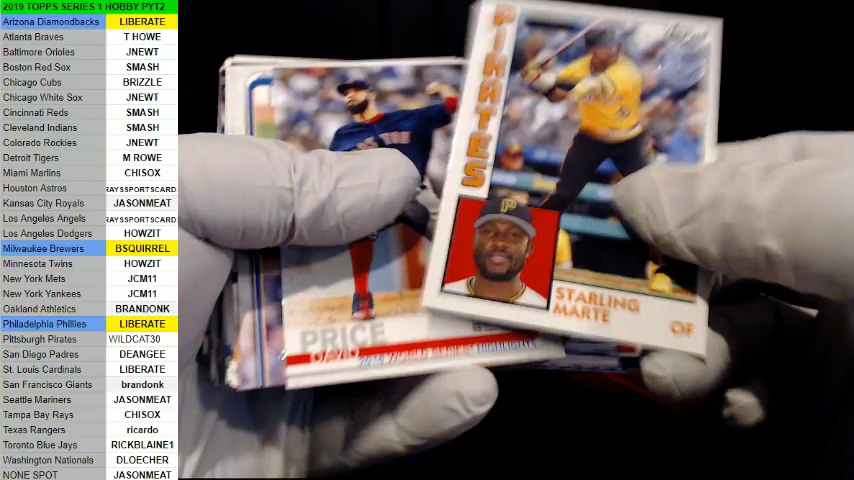 2019 TOPPS SERIES 1 HOBBY PYT2
Arizona Diamondbacks LIBERATE
Atlanta Braves T HOWE
Baltimore Orioles JNEWT
Boston Red Sox SMASH
Chicago Cubs BRIZZLE
Chicago White Sox JNEWT
Cincinnati Reds SMASH
Cleveland Indians SMASH
Colorado Rockies JNEWT
Detroit Tigers M ROWE
Miami Marlins CHISOX
Houston Astros RAYSSPORTSCARD
Kansas City Royals JASONMEAT
Los Angeles Angels RAYSSPORTSCARD
Los Angeles Dodgers HOWZIT
Milwaukee Brewers BSQUIRREL
Minnesota Twins HOWZIT
New York Mets JCM11
New York Yankees JCM11
Oakland Athletics BRANDONK
Philadelphia Phillies LIBERATE
Pittsburgh Pirates WILDCAT30
San Diego Padres DEANGEE
St. Louis Cardinals LIBERATE
San Francisco Giants brandonk
Seattle Mariners JASONMEAT
Tampa Bay Rays CHISOX
Texas Rangers ricardo
Toronto Blue Jays RICKBLAINE1
Washington Nationals DLOECHER
NONE SPOT JASONMEAT
PIRATES
P
STARLING
MARTE
OF
PRICE
DAVID
WORLD SERIES HIGHLIGHTS